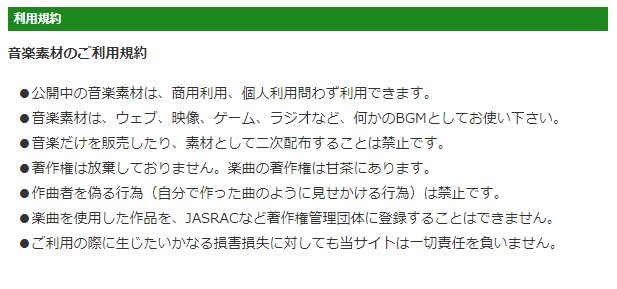 利用規約
音楽素材のご利用規約
●公開中の音楽素材は、商用利用、個人利用問わず利用できます。
●音楽素材は、ウェブ、映像、ゲーム、ラジオなど、何かのBGMとしてお使い下さい。
●音楽だけを販売したり、素材として二次配布することは禁止です。
●著作権は放棄しておりません。楽曲の著作権は甘茶にあります。
●作曲者を偽る行為（自分で作った曲のように見せかける行為）は禁止です。
●楽曲を使用した作品を、JASRACなど著作権管理団体に登録することはできません。
●ご利用の際に生じたいかなる損害損失に対しても当サイトは一切責任を負いません。